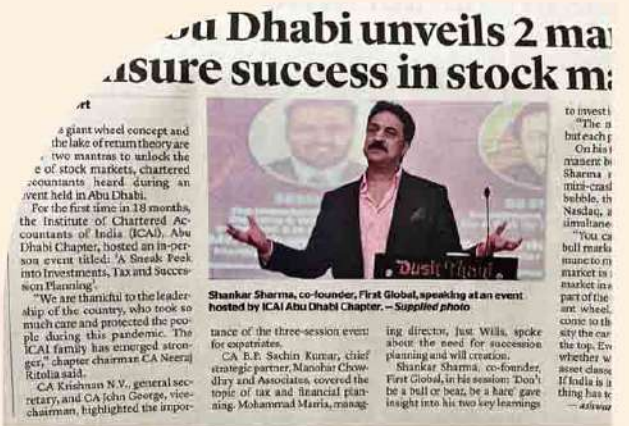 Dhabi unveils 2
success in stock
a giant wheel concept and
the lake of return theory are
two mantras to unlock the
of stock markets, chartered
accountants heard during an
event held in Abu Dhabi.
For the first time in 18 months,
the Institute of Chartered Ac-
countants of India (ICAI), Abu
Dhabi Chapter, hosted an in-per-
son event titled: 'A Sneak Peek
into Investments, Tax and Succes-
sion Planning'.
"We are thankful to the leader-
ship of the country, who took so
much care and protected the peo-
ple during this pandemic. The
ICAI family has emerged stron-
ger," chapter chairman CA Neeraj
Ritolia said.
CA Krishnan N.V., general sec-
retary, and CA John George, vice-
chairman, highlighted the impor-
Dusit Thani
Shankar Sharma, co-founder, First Global, speaking at an event
hosted by ICAI Abu Dhabi Chapter. — Supplied photo
tance of the three-session event
for expatriates.
CA B.P. Sachin Kumar, chief
strategic partner, Manohar Chow-
dhry and Associates, covered the
topic of tax and financial plan-
ning. Mohammad Marria, manag-
ing director, Just Wills, spoke
about the need for succession
planning and will creation.
Shankar Sharma, co-founder,
First Global, in his session: 'Don't
be a bull or bear, be a hare' gave
insight into his two key learnings
to investi
"The
but each
On his
Sharma
mini-cras
bubble, th
Nasdaq, a
simultane
"You ca
bull mark
market is
market in
part of the
ant wheel,
come to th
sity the car
the top. Ev
whether
asset classe
If India is
thing has